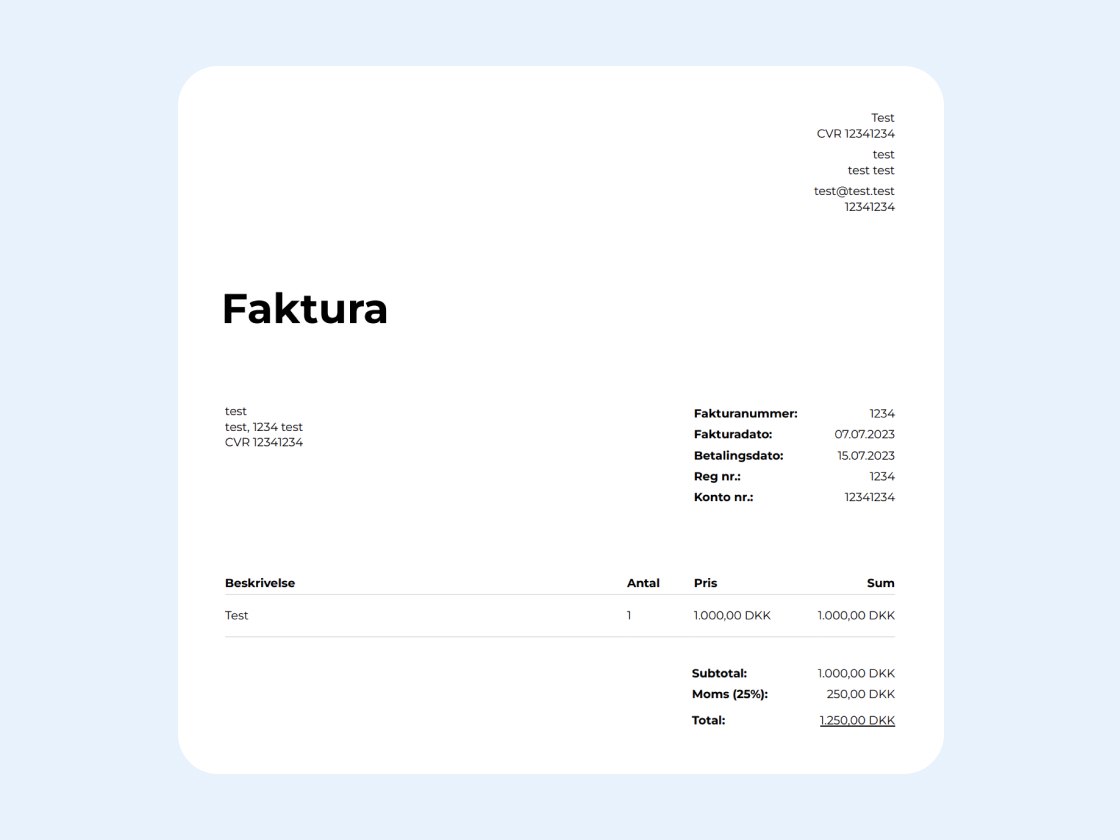 Test
CVR 12341234
test
test test
test@test.test
12341234
Faktura
test
test, 1234 test
CVR 12341234
Fakturanummer: 1234
Fakturadato: 07.07.2023
Betalingsdato: 15.07.2023
Reg nr.: 1234
Konto nr.: 12341234
Beskrivelse Antal Pris Sum
Test 1 1.000,00 DKK 1.000,00 DKK
Subtotal: 1.000,00 DKK
Moms (25%): 250,00 DKK
Total: 1.250,00 DKK